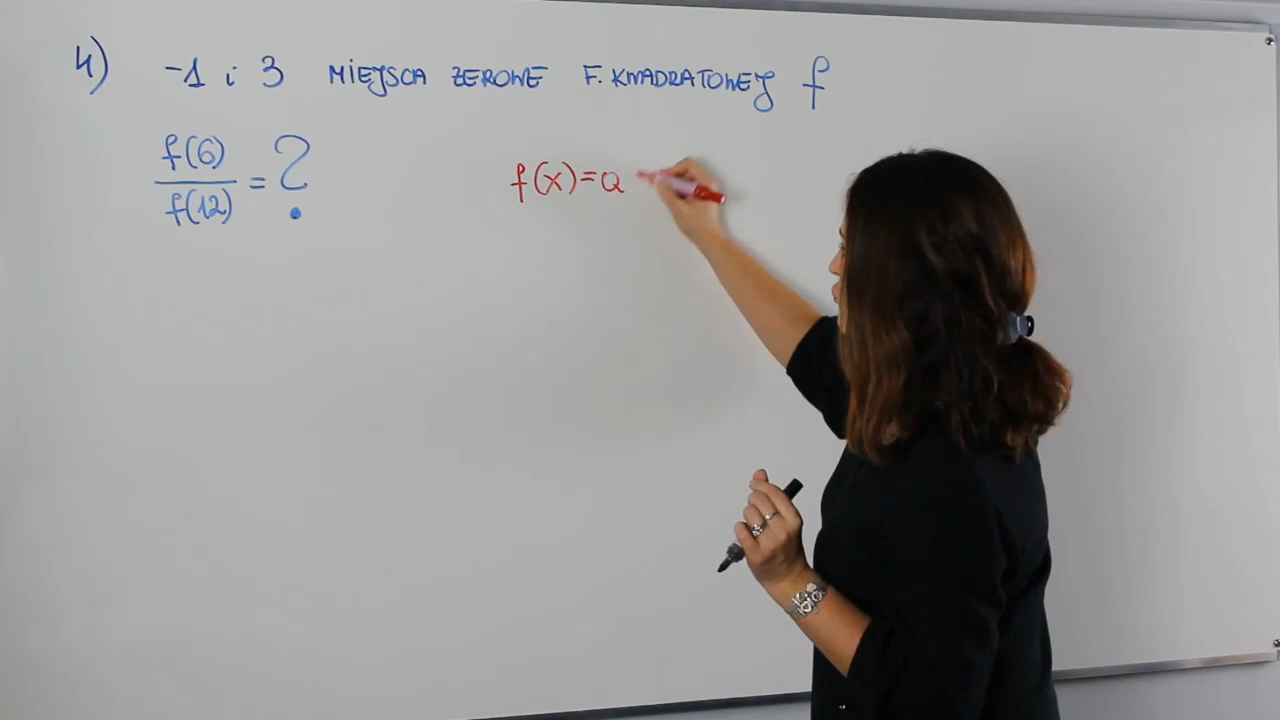 4) -1 i 3 MIEJSCA ZEROWE F. KWADRATOWEJ f
f(6)/f(12) = ?
f(x)=a